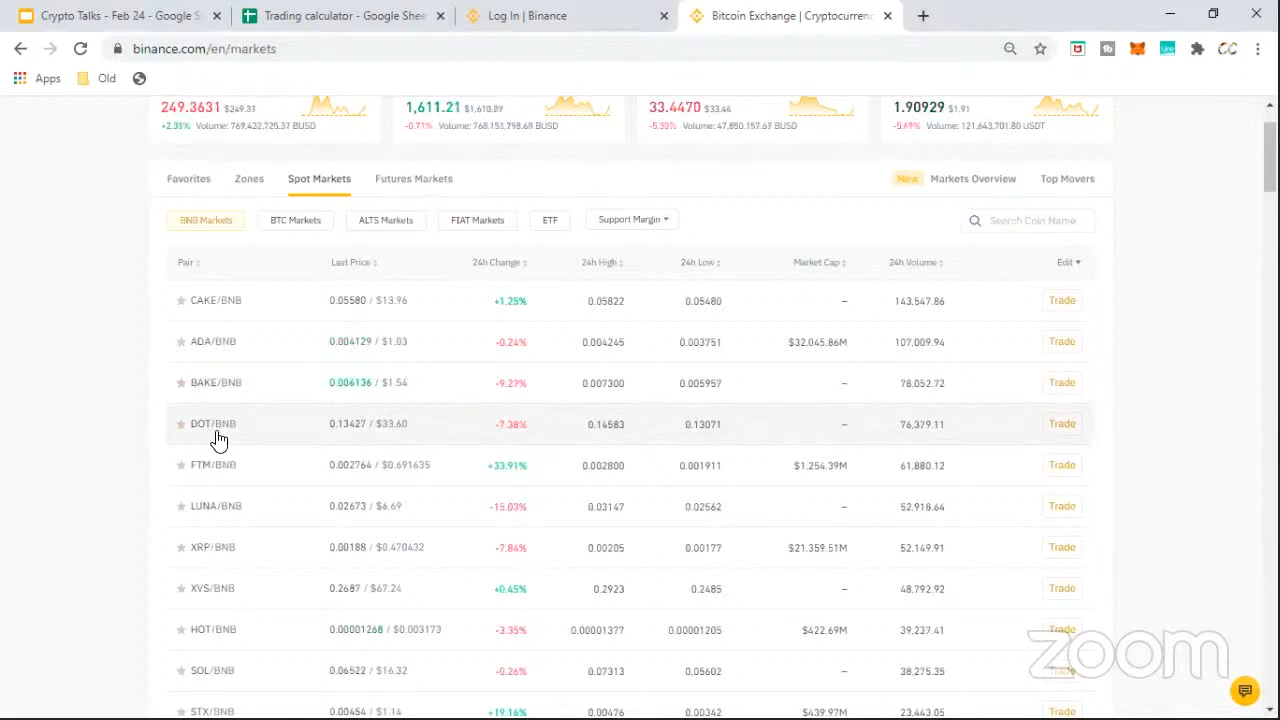 Crypto Talks - Feb 24 - Google S
Trading calculator - Google Shee
Log In | Binance
Bitcoin Exchange | Cryptocurrenc
binance.com/en/markets
Apps Old
249.3631 $249.37 1,611.21 $1,610.89 33.4470 $33.44 1.90929 $1.91
+2.33% Volume: 769,422,725.37 BUSD -0.71% Volume: 768,151,798.68 BUSD -5.30% Volume: 47,850,157.67 BUSD -5.69% Volume: 121,643,701.80 USDT
Favorites Zones Spot Markets Futures Markets New Markets Overview Top Movers
BNB Markets BTC Markets ALTS Markets FIAT Markets ETF Support Margin Search Coin Name
Pair Last Price 24h Change 24h High 24h Low Market Cap 24h Volume Edit
CAKE/BNB 0.05580 / $13.96 +1.25% 0.05822 0.05480 – 143,547.86 Trade
ADA/BNB 0.004129 / $1.03 -0.24% 0.004245 0.003751 $32,045.86M 107,009.94 Trade
BAKE/BNB 0.006136 / $1.54 -9.27% 0.007300 0.005957 – 78,052.72 Trade
DOT/BNB 0.13427 / $33.60 -7.38% 0.14583 0.13071 – 76,379.11 Trade
FTM/BNB 0.002764 / $0.691635 +33.91% 0.002800 0.001911 $1,254.39M 61,880.12 Trade
LUNA/BNB 0.02673 / $6.69 -15.03% 0.03147 0.02562 – 52,918.64 Trade
XRP/BNB 0.00188 / $0.470432 -7.84% 0.00205 0.00177 $21,359.51M 52,149.91 Trade
XVS/BNB 0.2687 / $67.24 +0.45% 0.2923 0.2485 – 48,792.92 Trade
HOT/BNB 0.00001268 / $0.003173 -3.35% 0.00001377 0.00001205 $422.69M 39,237.41 Trade
SOL/BNB 0.06522 / $16.32 -0.26% 0.07313 0.05602 – 38,275.35 Trade
STX/BNB 0.00454 / $1.14 +19.16% 0.00476 0.00342 $439.97M 23,443.05 Trade
zoom